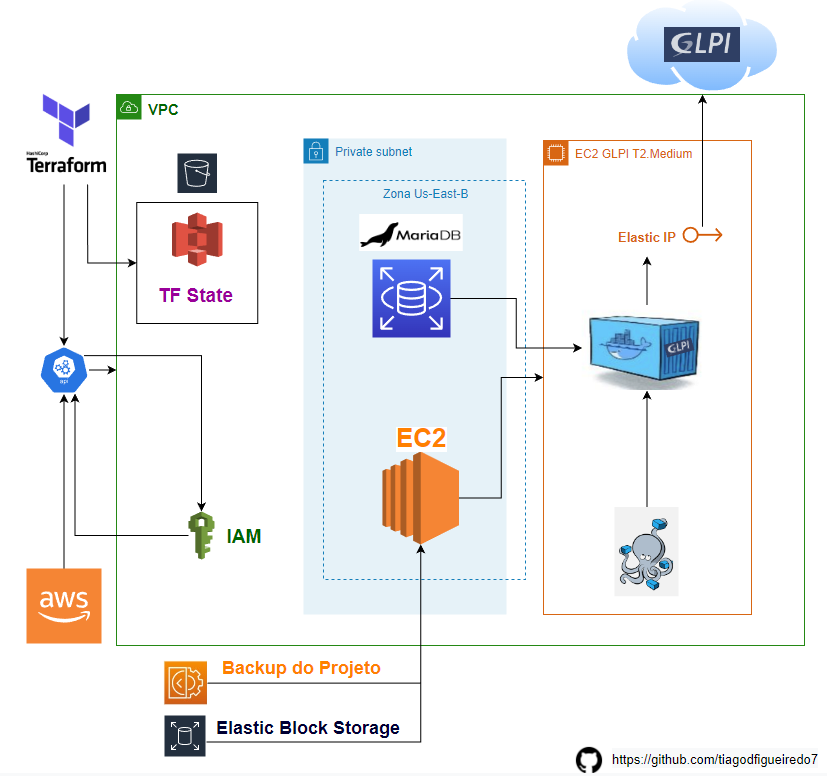 GLPI
VPC
HashiCorp
Terraform
Private subnet
EC2 GLPI T2.Medium
Zona Us-East-B
MariaDB
Elastic IP
TF State
GLPI
api
EC2
IAM
aws
Backup do Projeto
Elastic Block Storage
https://github.com/tiagodfigueiredo7